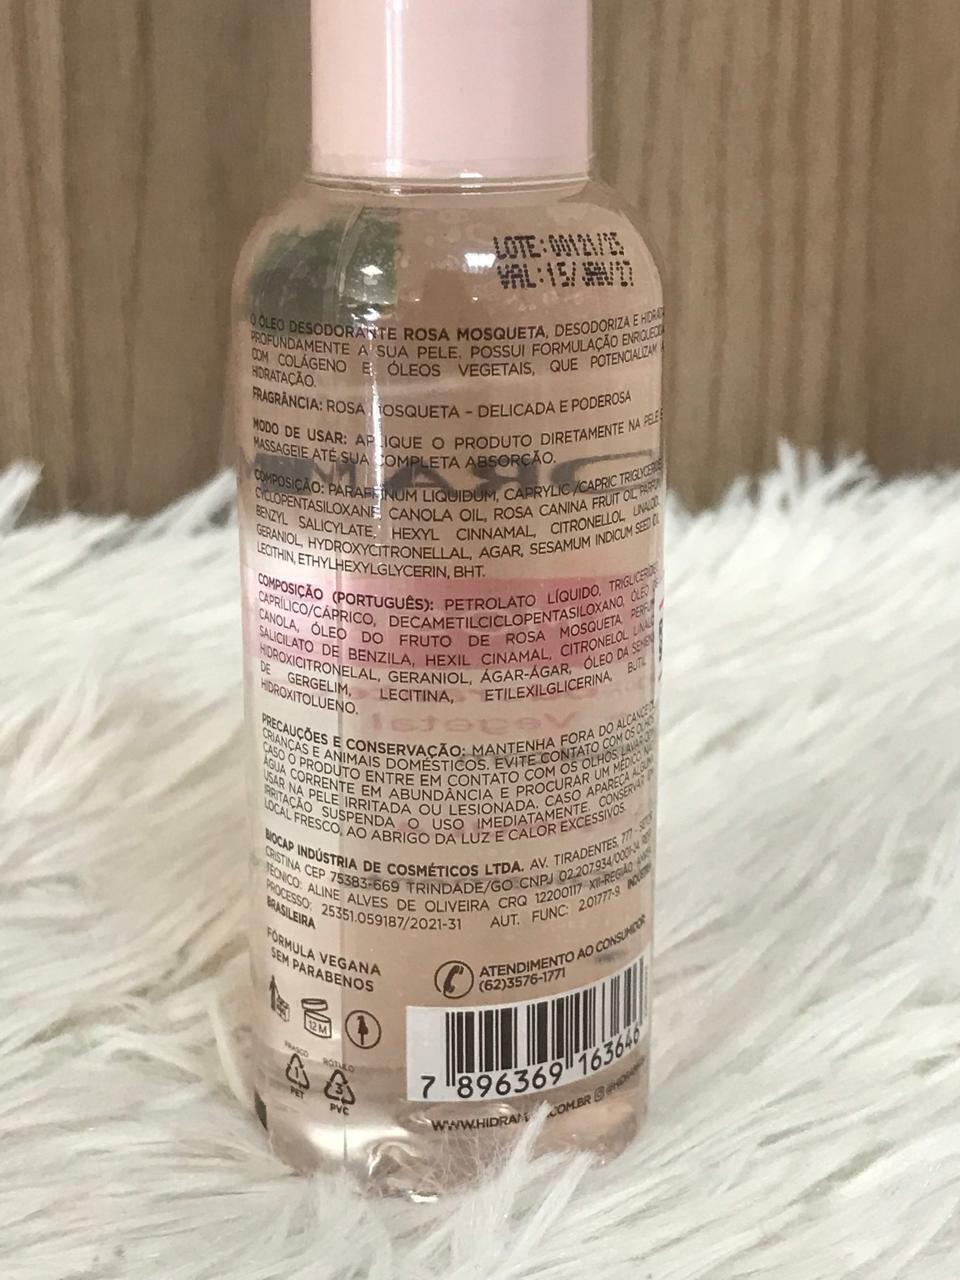 LOTE:00121/25
VAL:15/JAN/27
O ÓLEO DESODORANTE ROSA MOSQUETA, DESODORIZA E HIDRATA
PROFUNDAMENTE A SUA PELE. POSSUI FORMULAÇÃO ENRIQUECIDA
COM COLÁGENO E ÓLEOS VEGETAIS, QUE POTENCIALIZAM A
HIDRATAÇÃO.
FRAGRÂNCIA: ROSA MOSQUETA – DELICADA E PODEROSA
MODO DE USAR: APLIQUE O PRODUTO DIRETAMENTE NA PELE E
MASSAGEIE ATÉ SUA COMPLETA ABSORÇÃO.
COMPOSIÇÃO: PARAFFINUM LIQUIDUM, CAPRYLIC /CAPRIC TRIGLYCERIDE,
CYCLOPENTASILOXANE, CANOLA OIL, ROSA CANINA FRUIT OIL, PARFUM,
BENZYL SALICYLATE, HEXYL CINNAMAL, CITRONELLOL, LINALOOL,
GERANIOL, HYDROXYCITRONELLAL, AGAR, SESAMUM INDICUM SEED OIL,
LECITHIN, ETHYLHEXYLGLYCERIN, BHT.
COMPOSIÇÃO (PORTUGUÊS): PETROLATO LÍQUIDO, TRIGLICERÍDEOS
CAPRÍLICO/CÁPRICO, DECAMETILCICLOPENTASILOXANO, ÓLEO DE
CANOLA, ÓLEO DO FRUTO DE ROSA MOSQUETA, PERFUME,
SALICILATO DE BENZILA, HEXIL CINAMAL, CITRONELOL, LINALOL,
HIDROXICITRONELAL, GERANIOL, ÁGAR-ÁGAR, ÓLEO DA SEMENTE
DE GERGELIM, LECITINA, ETILEXILGLICERINA, BUTIL
HIDROXITOLUENO.
PRECAUÇÕES E CONSERVAÇÃO: MANTENHA FORA DO ALCANCE DE
CRIANÇAS E ANIMAIS DOMÉSTICOS. EVITE CONTATO COM OS OLHOS.
CASO O PRODUTO ENTRE EM CONTATO COM OS OLHOS, LAVAR COM
ÁGUA CORRENTE EM ABUNDÂNCIA E PROCURAR UM MÉDICO. NÃO
USAR NA PELE IRRITADA OU LESIONADA. CASO APAREÇA ALGUMA
IRRITAÇÃO SUSPENDA O USO IMEDIATAMENTE. CONSERVAR EM
LOCAL FRESCO, AO ABRIGO DA LUZ E CALOR EXCESSIVOS.
BIOCAP INDÚSTRIA DE COSMÉTICOS LTDA. AV. TIRADENTES, 777 – SETOR
CRISTINA CEP 75383-669 TRINDADE/GO CNPJ 02.207.934/0001-24 RESP.
TÉCNICO: ALINE ALVES DE OLIVEIRA CRQ 12200117 XII-REGIÃO
PROCESSO: 25351.059187/2021-31 AUT. FUNC: 2.01777-9 INDÚSTRIA
BRASILEIRA
FÓRMULA VEGANA
SEM PARABENOS
ATENDIMENTO AO CONSUMIDOR
(62)3576-1771
12 M
FRASCO
RÓTULO
1
3
PET
PVC
7 896369 163646